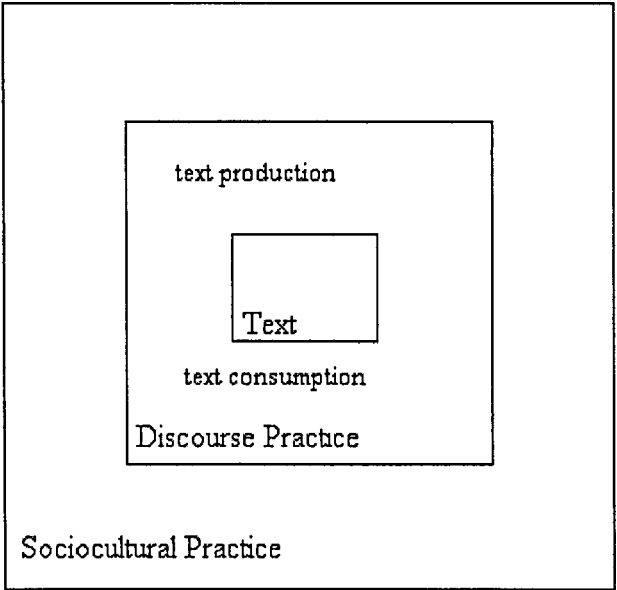 text production
Text
text consumption
Discourse Practice
Sociocultural Practice